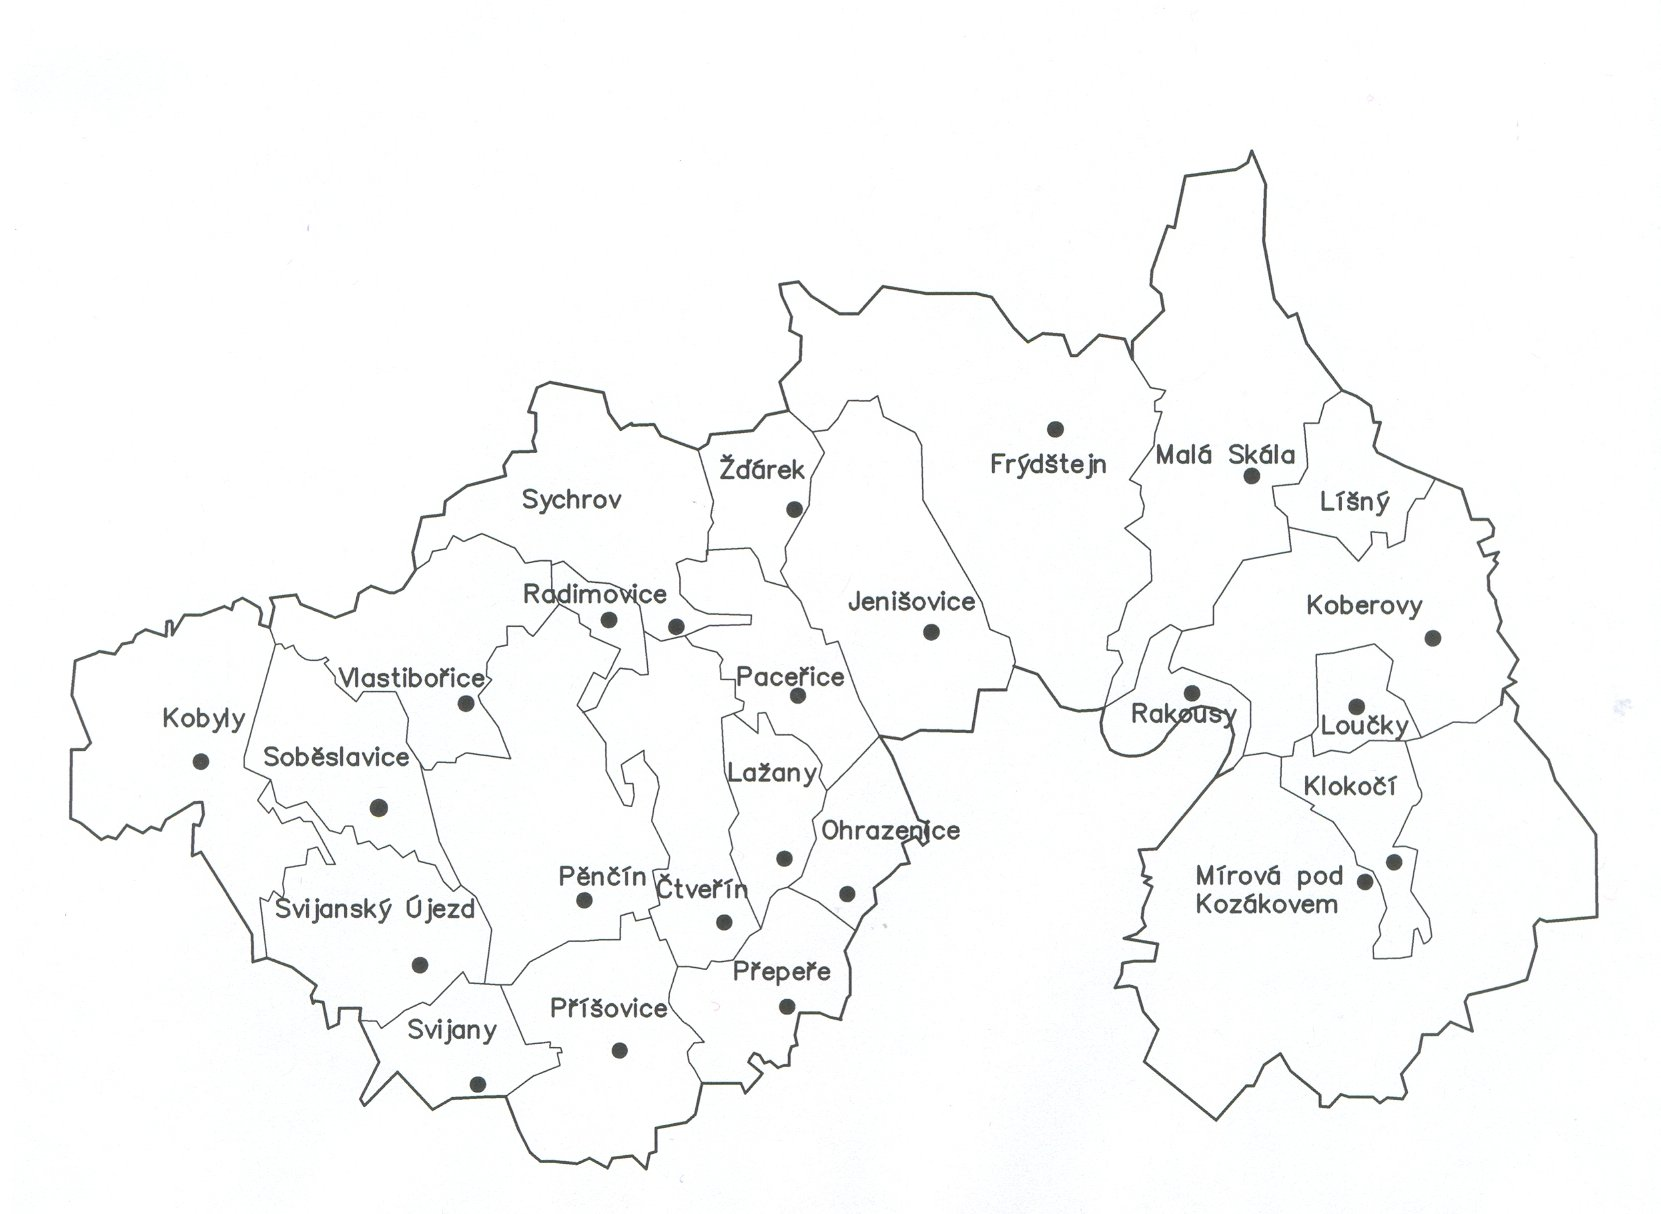 Malá Skála
Frýdštejn
Žďárek
Sychrov
Líšný
Radimovice
Jenišovice
Koberovy
Vlastibořice
Paceřice
Kobyly
Rakousy
Loučky
Soběslavice
Lažany
Klokočí
Ohrazenice
Pěnčín
Čtveřín
Mírová pod
Kozákovem
Svijanský Újezd
Přepeře
Příšovice
Svijany